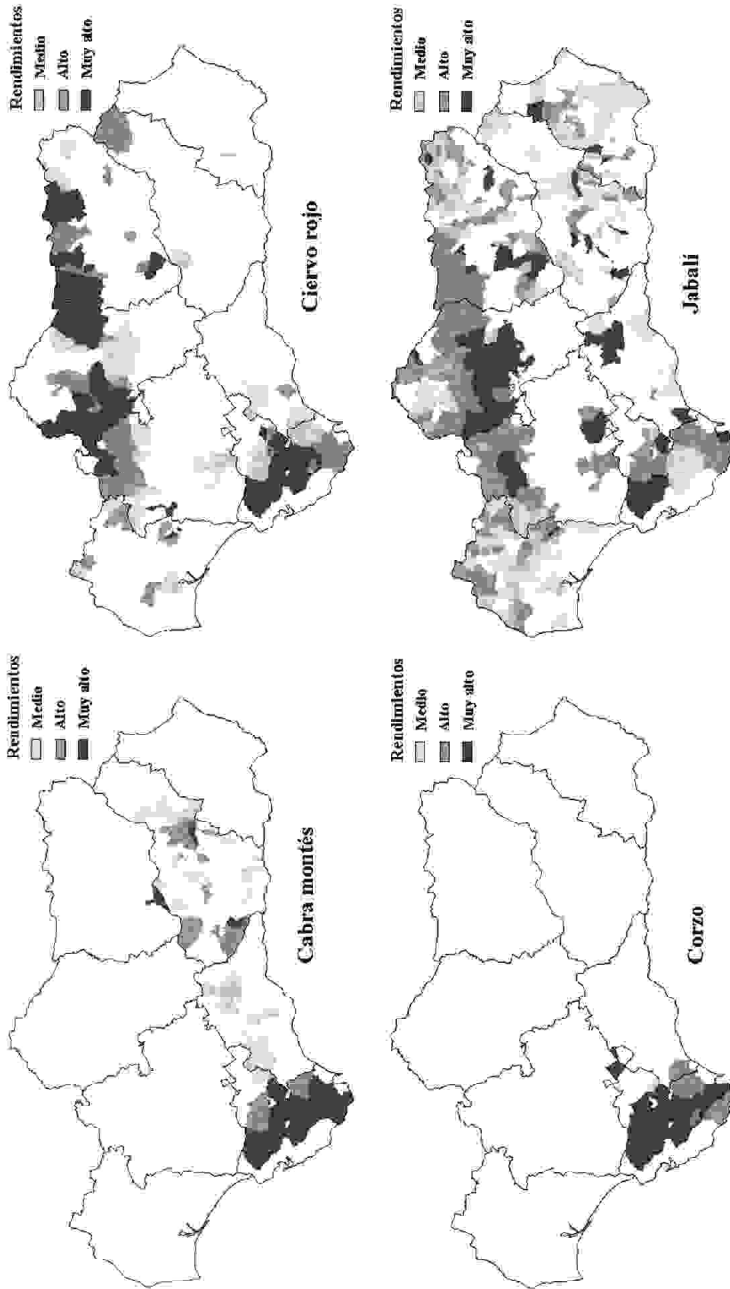 Rendimientos
Medio
Alto
Muy alto
Cabra montés
Rendimientos
Medio
Alto
Muy alto
Ciervo rojo
Rendimientos
Medio
Alto
Muy alto
Corzo
Rendimientos
Medio
Alto
Muy alto
Jabalí